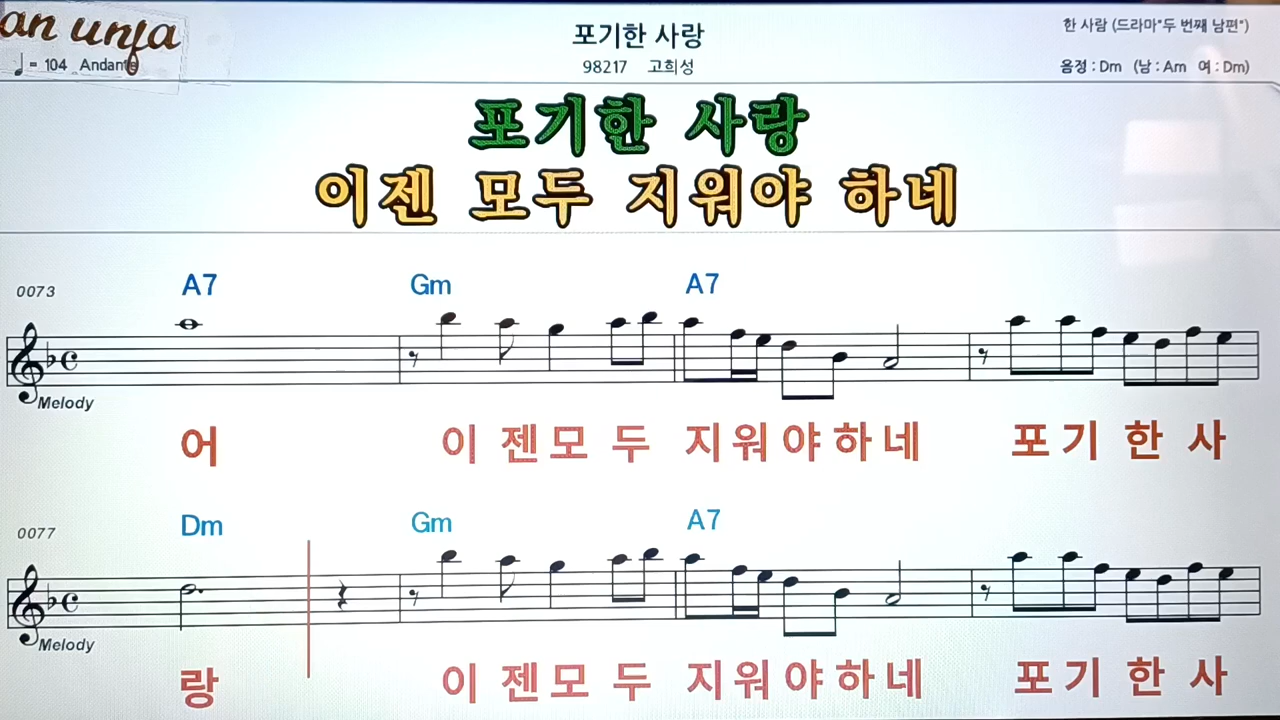 an unfa
포기한 사랑
한 사람 (드라마"두 번째 남편")
♩= 104 Andante
98217 고희성
음정 : Dm (남 : Am 여 : Dm)
포기한 사랑
이젠 모두 지워야 하네
A7 Gm A7
0073
Melody
어 이 젠 모 두 지 워 야 하 네 포 기 한 사
Dm Gm A7
0077
Melody
랑 이 젠 모 두 지 워 야 하 네 포 기 한 사